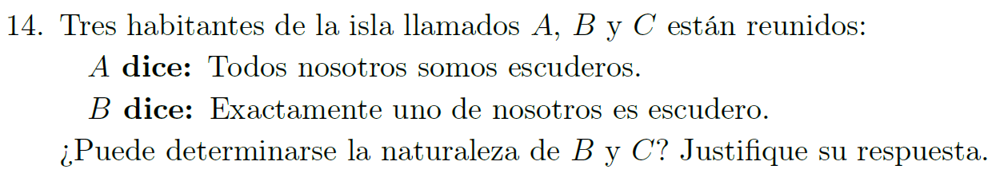 14. Tres habitantes de la isla llamados A, B y C están reunidos:
A dice: Todos nosotros somos escuderos.
B dice: Exactamente uno de nosotros es escudero.
¿Puede determinarse la naturaleza de B y C? Justifique su respuesta.